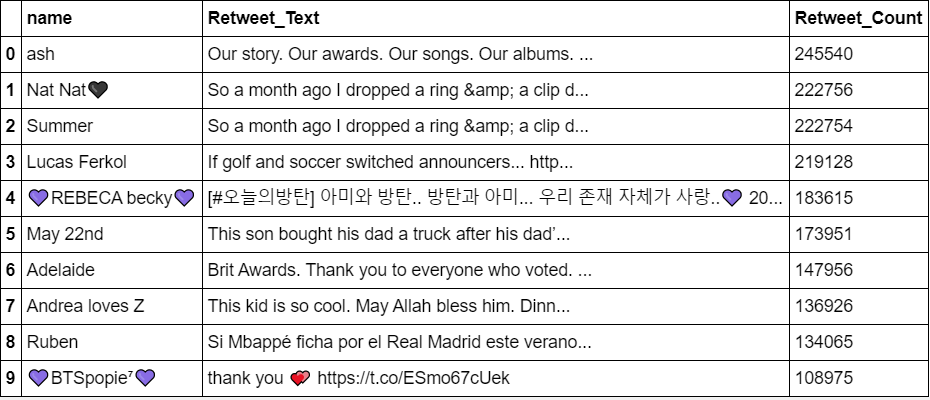 name Retweet_Text Retweet_Count
0 ash Our story. Our awards. Our songs. Our albums. ... 245540
1 Nat Nat🖤 So a month ago I dropped a ring &amp; a clip d... 222756
2 Summer So a month ago I dropped a ring &amp; a clip d... 222754
3 Lucas Ferkol If golf and soccer switched announcers... http... 219128
4 💜REBECA becky💜 [#오늘의방탄] 아미와 방탄.. 방탄과 아미... 우리 존재 자체가 사랑..💜 20... 183615
5 May 22nd This son bought his dad a truck after his dad’... 173951
6 Adelaide Brit Awards. Thank you to everyone who voted. ... 147956
7 Andrea loves Z This kid is so cool. May Allah bless him. Dinn... 136926
8 Ruben Si Mbappé ficha por el Real Madrid este verano... 134065
9 💜BTSpopie⁷💜 thank you 💕 https://t.co/ESmo67cUek 108975